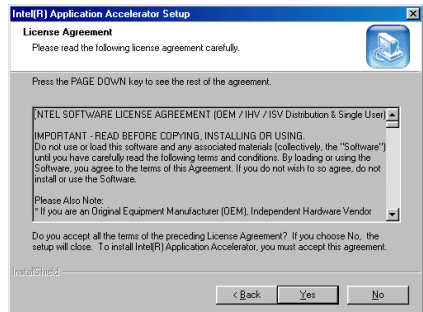 Intel(R) Application Accelerator Setup
License Agreement
Please read the following license agreement carefully.
Press the PAGE DOWN key to see the rest of the agreement.
INTEL SOFTWARE LICENSE AGREEMENT (OEM / IHV / ISV Distribution & Single User)
IMPORTANT - READ BEFORE COPYING, INSTALLING OR USING.
Do not use or load this software and any associated materials (collectively, the "Software")
until you have carefully read the following terms and conditions. By loading or using the
Software, you agree to the terms of this Agreement. If you do not wish to so agree, do not
install or use the Software.
Please Also Note:
* If you are an Original Equipment Manufacturer (OEM), Independent Hardware Vendor
Do you accept all the terms of the preceding License Agreement? If you choose No, the
setup will close. To install Intel(R) Application Accelerator, you must accept this agreement.
InstallShield
< Back
Yes
No